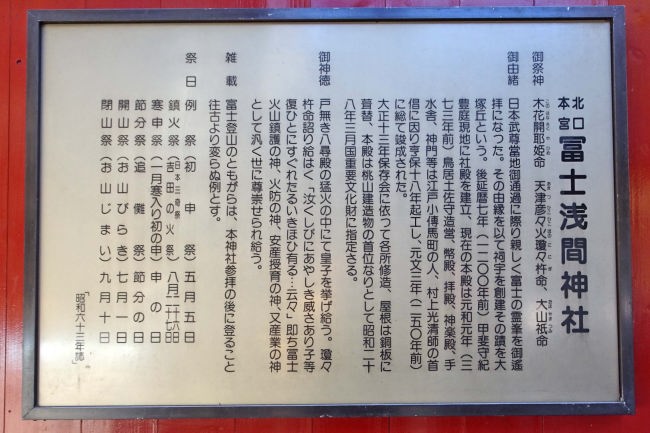 北口本宮 冨士浅間神社
御祭神
木花開耶姫命 天津彦々火瓊々杵命、大山祇命
御由緒
日本武尊当地御通過に際り親しく富士の霊峯を御遙
拝になった。その由縁を以て祠宇を創建その蹟を大
塚丘という。後延暦七年（一二〇〇年前）甲斐守紀
豊庭現地に社殿を建立、現在の本殿は元和元年（三
七三年前）鳥居土佐守造営、幣殿、拝殿、神楽殿、手
水舎、神門等は江戸小傳馬町の人、村上光清師の首
倡に因り享保十八年起工し、元文三年（二五〇年前）
に総て竣成された。
大正十三年保存会に依って各所修造、屋根は銅板に
葺替、本殿は桃山建造物の首位なりとして昭和二十
八年三月国重要文化財に指定さる。
御神徳
戸無き八尋殿の猛火の中にて皇子を挙げ給う。瓊々
杵命詔り給はく「汝くしびにあやしき威さあり子等
復ひとにすぐれたるいきほひ有る…云々」即ち冨士
火山鎮護の神、火防の神、安産授育の神、又産業の神
として汎く世に尊崇せられ給う。
雑載
富士登山のともがらは、本神社参拝の後に登ること
往古より変らぬ例とす。
祭日
例祭（初申祭）五月五日
鎮火祭（日本三奇祭 吉田の火祭）八月二十六日 二十七日
寒申祭（一月寒入り初の申）申の日
節分祭（追儺祭）節分の日
開山祭（お山びらき）七月一日
閉山祭（お山じまい）九月十日
「昭和六十三年誌」